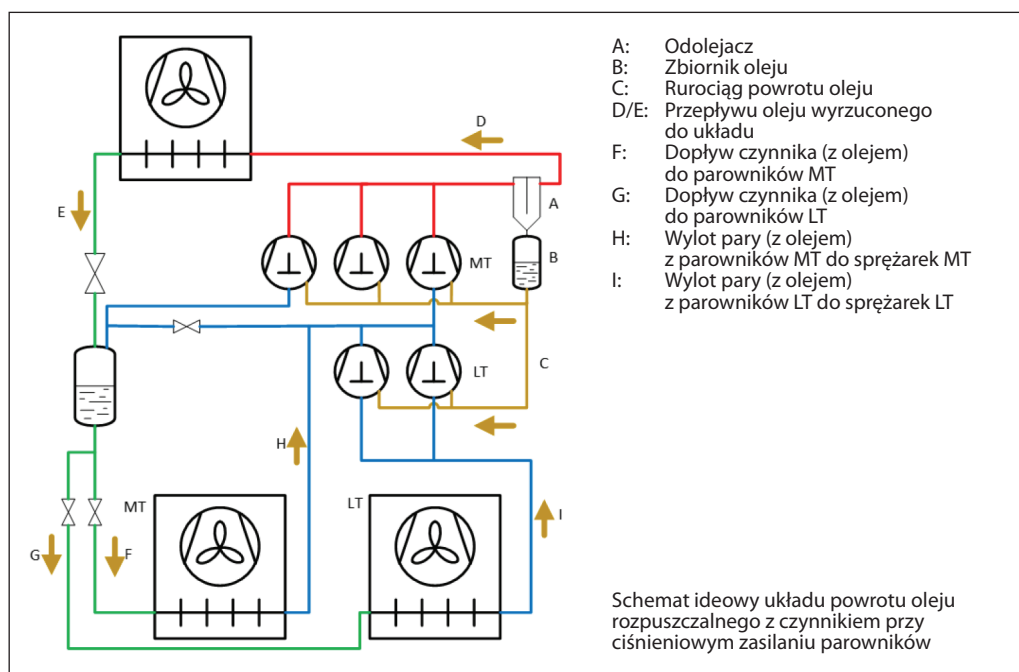 A: Odolejacz
B: Zbiornik oleju
C: Rurociąg powrotu oleju
D/E: Przepływu oleju wyrzuconego
do układu
F: Dopływ czynnika (z olejem)
do parowników MT
G: Dopływ czynnika (z olejem)
do parowników LT
H: Wylot pary (z olejem)
z parowników MT do sprężarek MT
I: Wylot pary (z olejem)
z parowników LT do sprężarek LT
D
A
E
MT
B
LT
C
H
MT
LT
I
G
F
Schemat ideowy układu powrotu oleju
rozpuszczalnego z czynnikiem przy
ciśnieniowym zasilaniu parowników